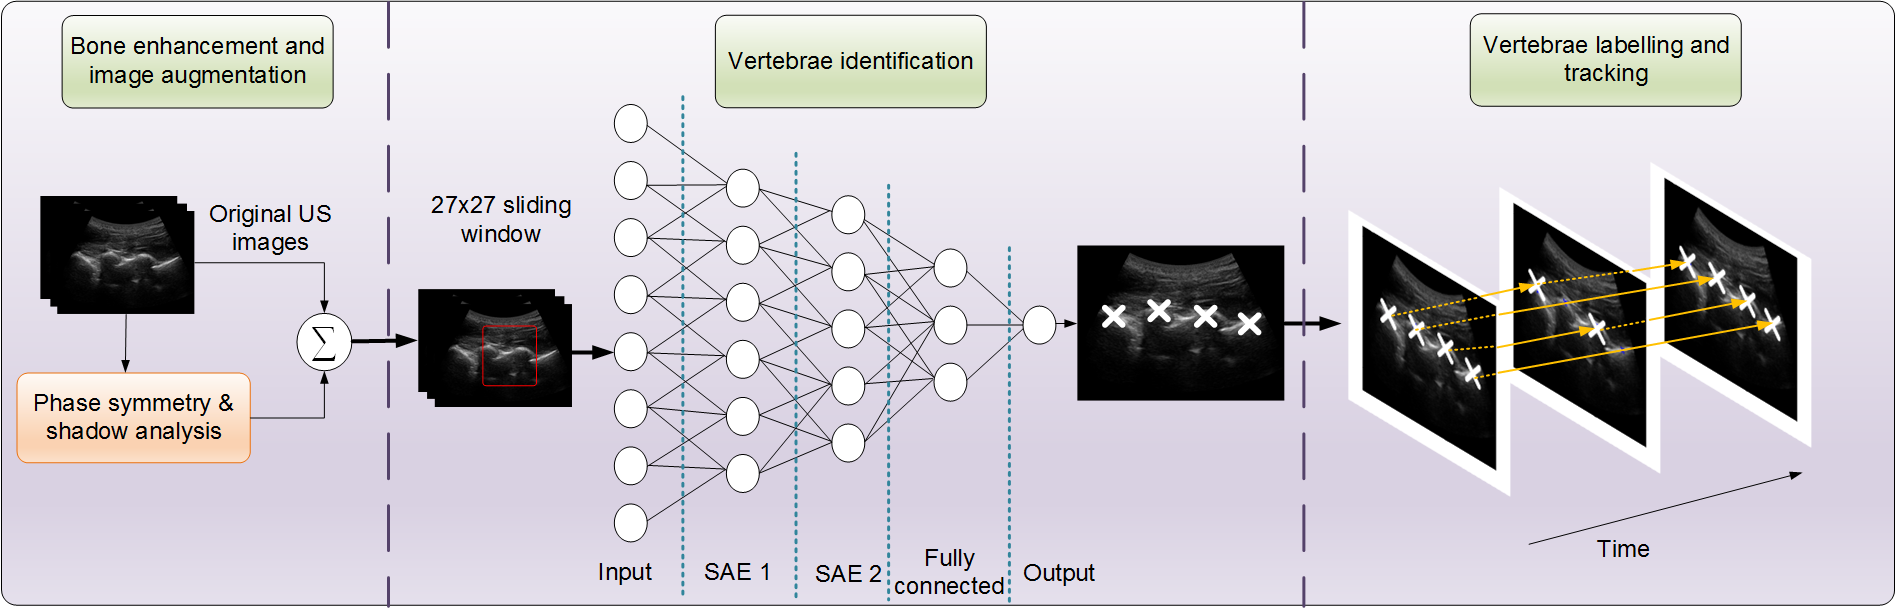 Bone enhancement and
image augmentation
Vertebrae identification
Vertebrae labelling and
tracking
Original US
images
27x27 sliding
window
∑
Phase symmetry &
shadow analysis
Input
SAE 1
SAE 2
Fully
connected
Output
Time